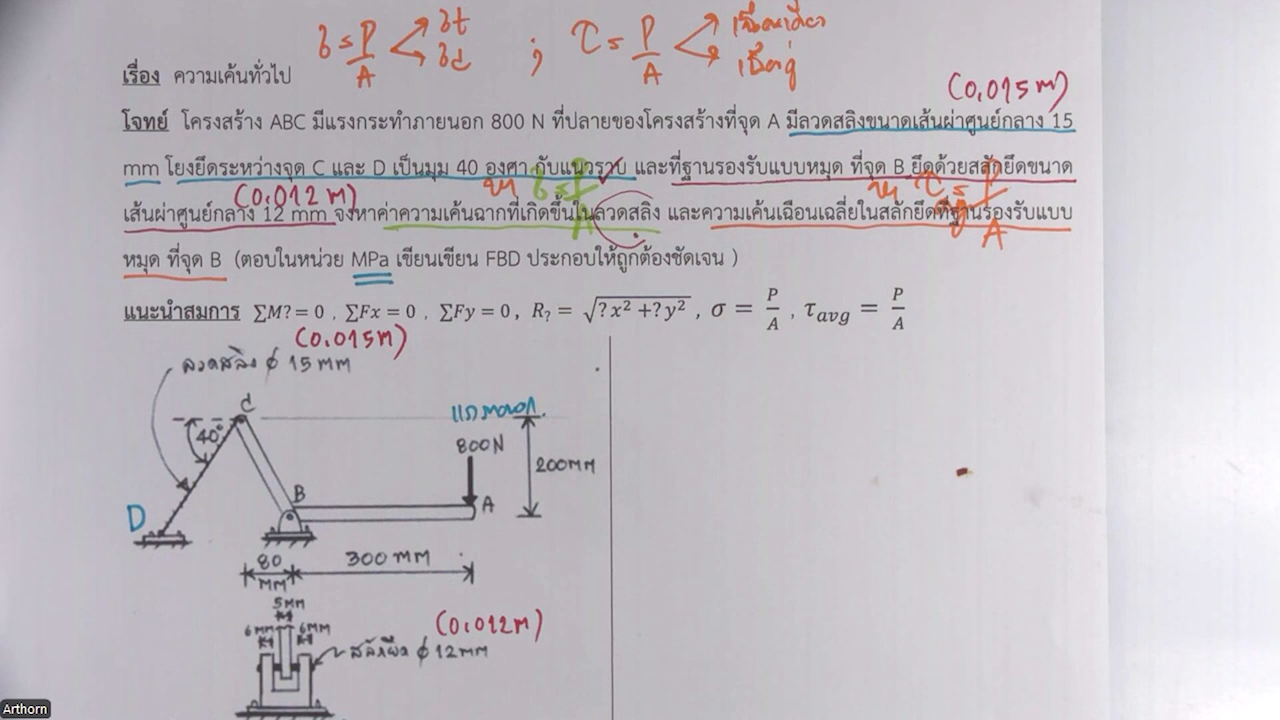 σ = P/A σt σc ; τ = P/A เฉือนเดี่ยว เฉือนคู่
เรื่อง ความเค้นทั่วไป
(0.015 m)
โจทย์ โครงสร้าง ABC มีแรงกระทำภายนอก 800 N ที่ปลายของโครงสร้างที่จุด A มีลวดสลิงขนาดเส้นผ่าศูนย์กลาง 15
mm โยงยึดระหว่างจุด C และ D เป็นมุม 40 องศา กับแนวราบ และที่ฐานรองรับแบบหมุด ที่จุด B ยึดด้วยสลักยึดขนาด
(0.012 m) หา σ = P/A หา τ = P/A
เส้นผ่าศูนย์กลาง 12 mm จงหาค่าความเค้นฉากที่เกิดขึ้นในลวดสลิง และความเค้นเฉือนเฉลี่ยในสลักยึดที่ฐานรองรับแบบ
หมุด ที่จุด B (ตอบในหน่วย MPa เขียนเขียน FBD ประกอบให้ถูกต้องชัดเจน )
แนะนำสมการ ∑M? = 0 , ∑Fx = 0 , ∑Fy = 0, R? = √?x² +?y² , σ = P/A , τavg = P/A
(0.015m)
ลวดสลิง φ 15 MM
C
แรงภายนอก
40°
800N
200MM
B
A
D
80 MM
300 MM
5MM
6MM
6MM
(0.012m)
สลักยึด φ 12MM
Arthorn